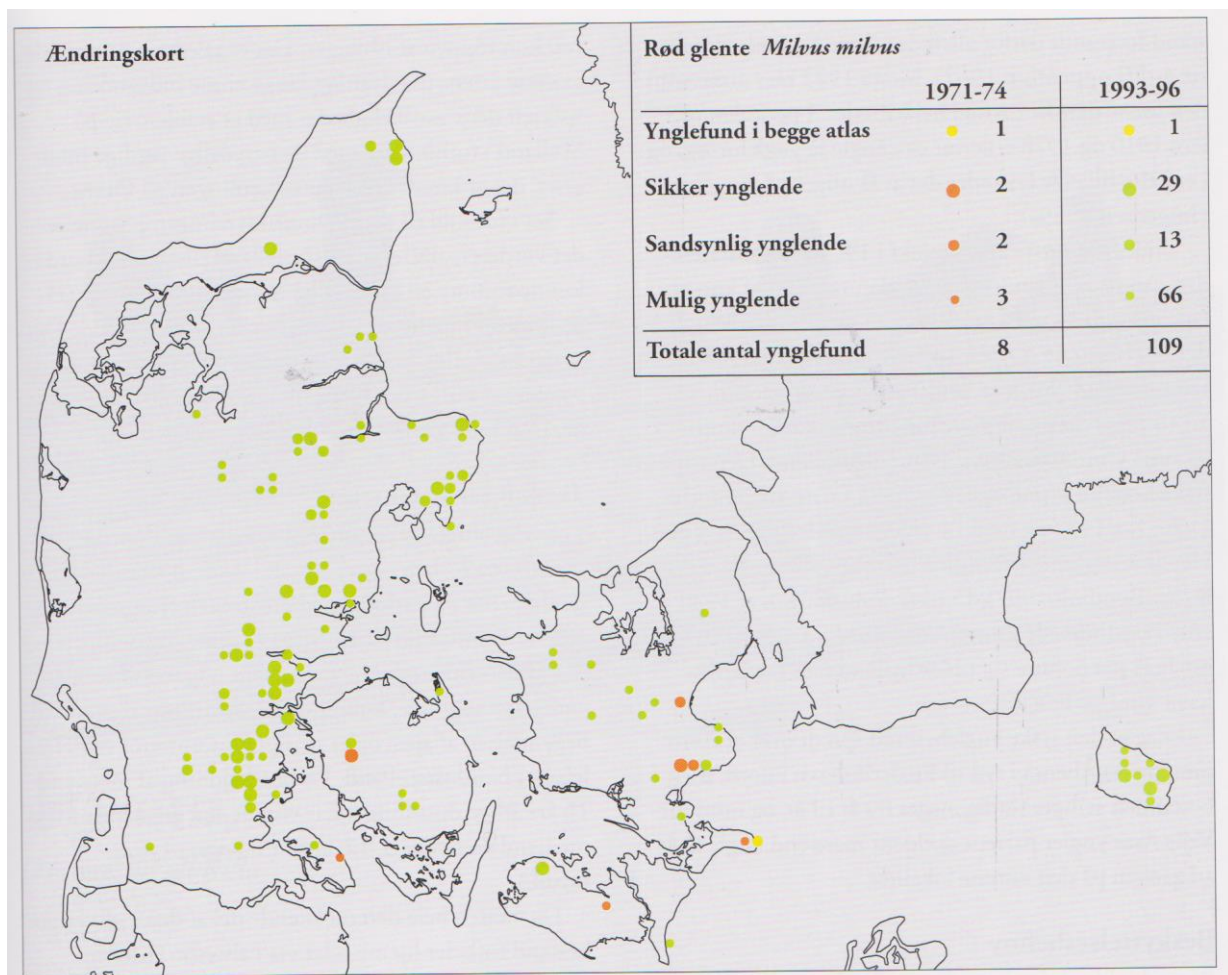 Ændringskort
Rød glente Milvus milvus
1971-74 1993-96
Ynglefund i begge atlas 1 1
Sikker ynglende 2 29
Sandsynlig ynglende 2 13
Mulig ynglende 3 66
Totale antal ynglefund 8 109